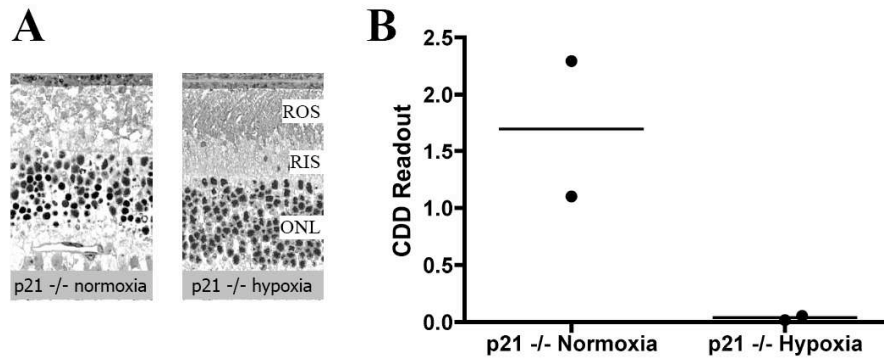 A
B
ROS
RIS
ONL
p21 -/- normoxia
p21 -/- hypoxia
CDD Readout
2.5
2.0
1.5
1.0
0.5
0.0
p21 -/- Normoxia
p21 -/- Hypoxia